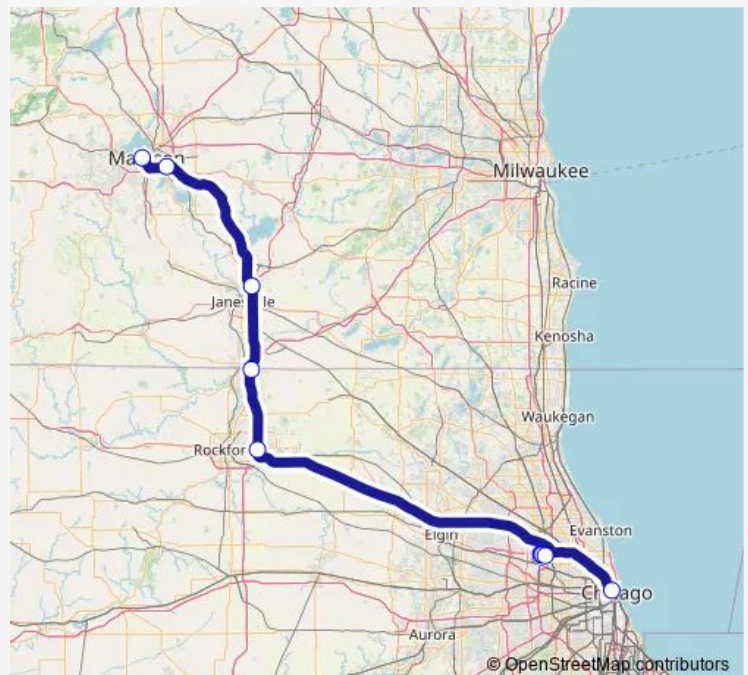 Milwaukee
Racine
Kenosha
Waukegan
Evanston
Elgin
Aurora
© OpenStreetMap contributors